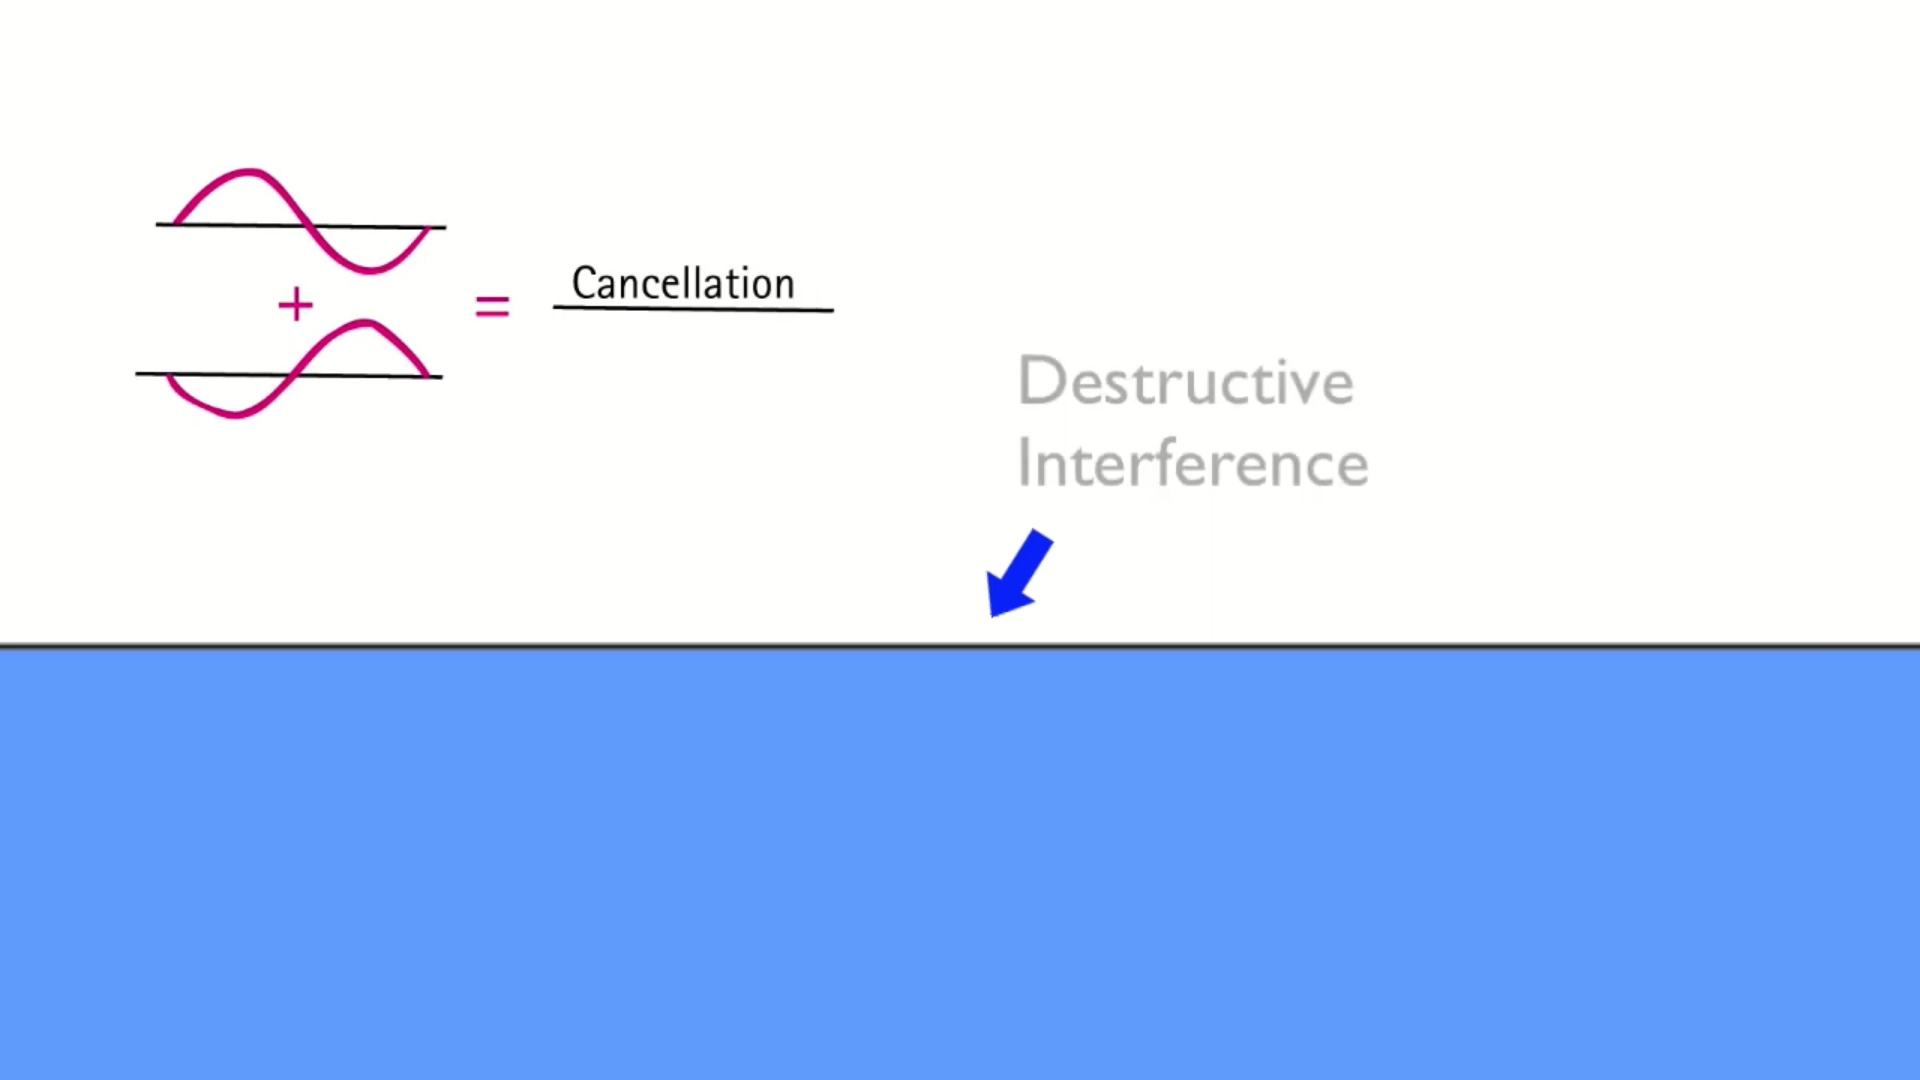 +
=
Cancellation
Destructive
Interference